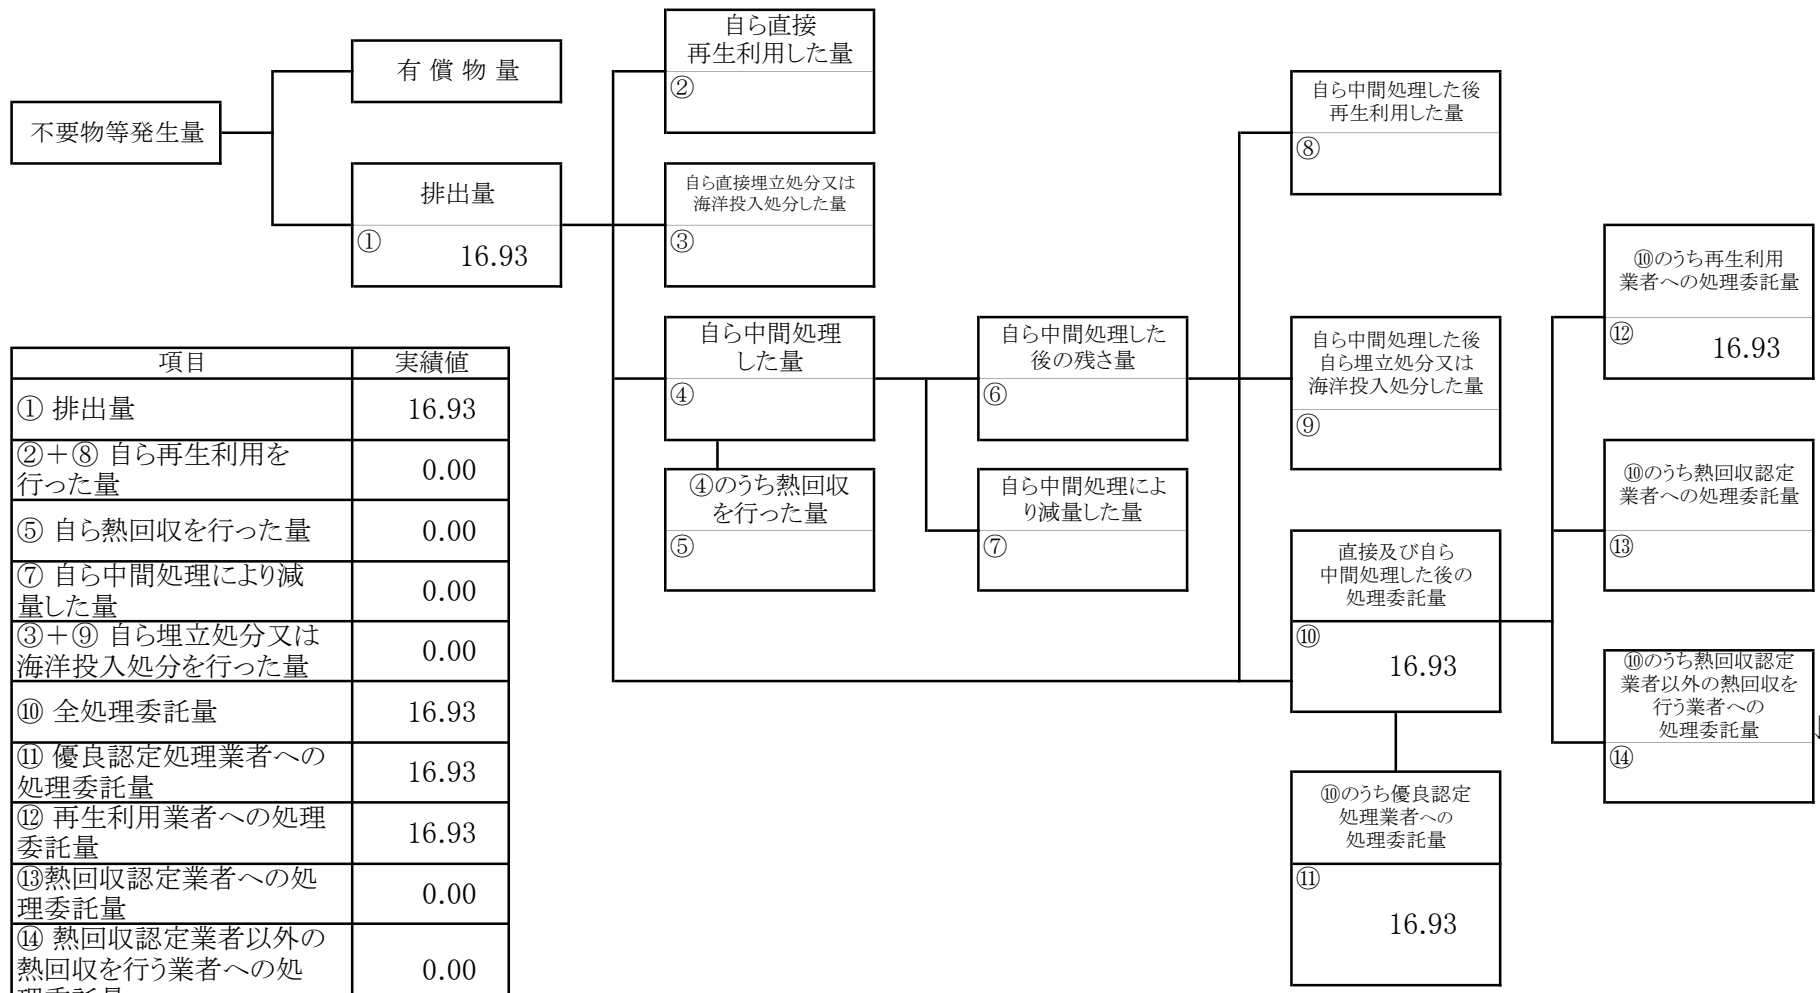 不要物等発生量
有 償 物 量
排出量
①
16.93
自ら直接
再生利用した量
②
自ら直接埋立処分又は
海洋投入処分した量
③
自ら中間処理
した量
④
④のうち熱回収
を行った量
⑤
自ら中間処理した
後の残さ量
⑥
自ら中間処理によ
り減量した量
⑦
自ら中間処理した後
再生利用した量
⑧
自ら中間処理した後
自ら埋立処分又は
海洋投入処分した量
⑨
直接及び自ら
中間処理した後の
処理委託量
⑩
16.93
⑩のうち優良認定
処理業者への
処理委託量
⑪
16.93
⑩のうち再生利用
業者への処理委託量
⑫
16.93
⑩のうち熱回収認定
業者への処理委託量
⑬
⑩のうち熱回収認定
業者以外の熱回収を
行う業者への
処理委託量
⑭
項目 実績値
① 排出量 16.93
②＋⑧ 自ら再生利用を
行った量 0.00
⑤ 自ら熱回収を行った量 0.00
⑦ 自ら中間処理により減
量した量 0.00
③＋⑨ 自ら埋立処分又は
海洋投入処分を行った量 0.00
⑩ 全処理委託量 16.93
⑪ 優良認定処理業者への
処理委託量 16.93
⑫ 再生利用業者への処理
委託量 16.93
⑬熱回収認定業者への処
理委託量 0.00
⑭ 熱回収認定業者以外の
熱回収を行う業者への処 0.00